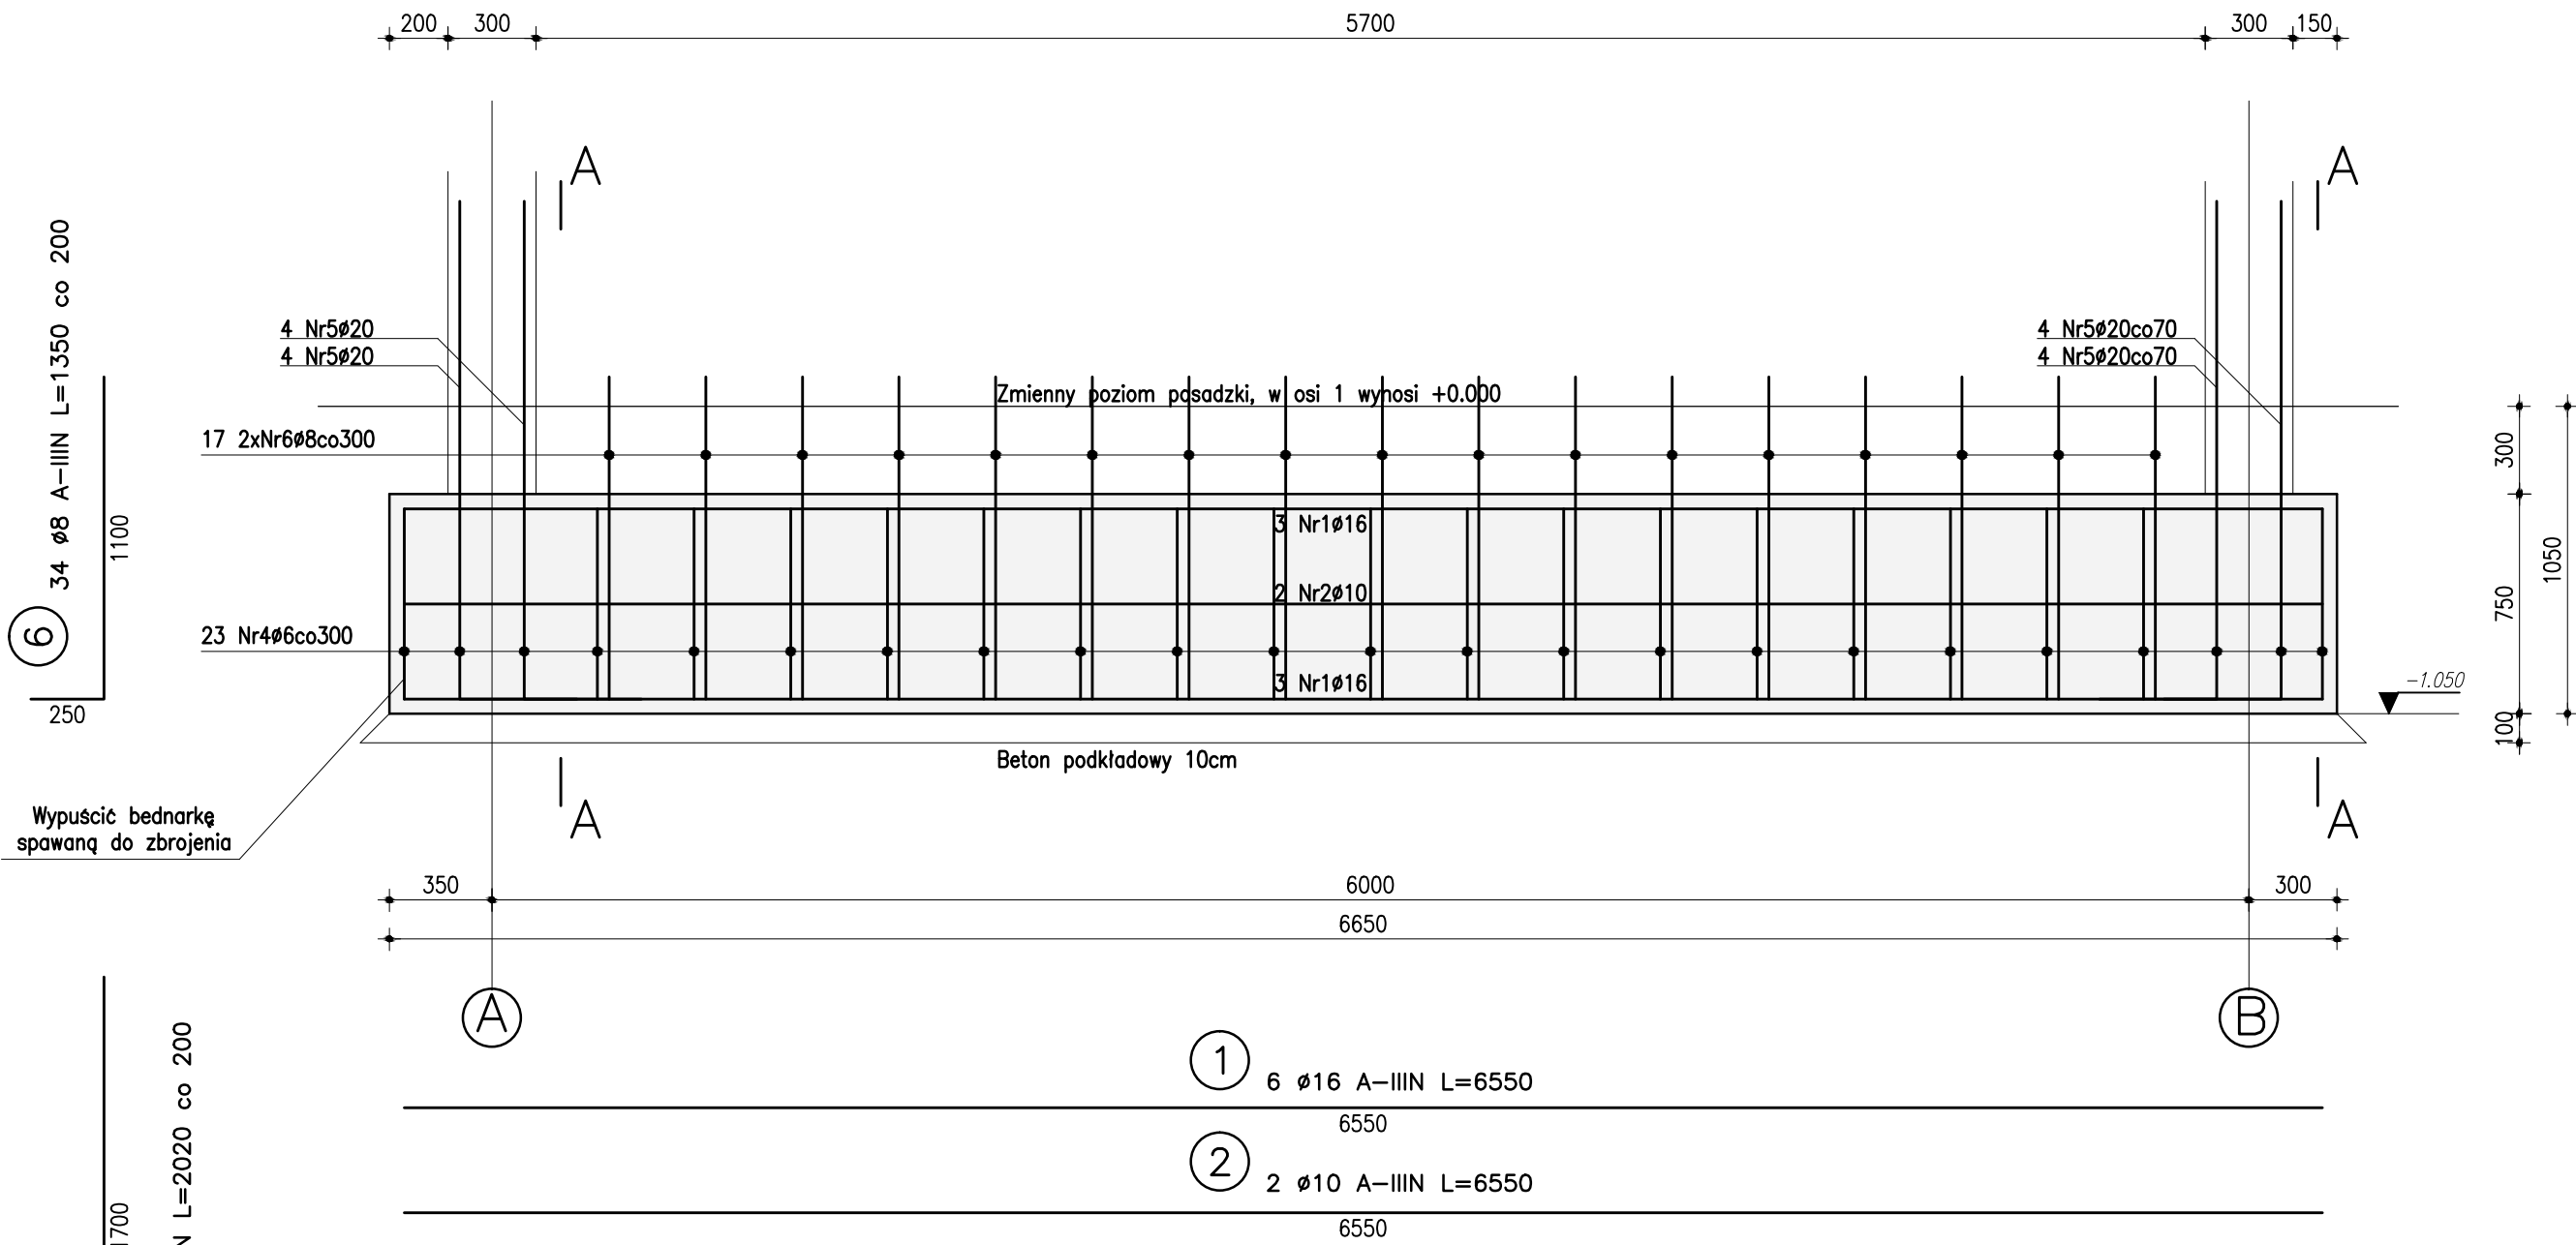 200 300 5700 300 150
A A
34 ø8 A-IIIN L=1350 co 200
6
1100
250
4 Nr5ø20
4 Nr5ø20
4 Nr5ø20co70
4 Nr5ø20co70
Zmienny poziom posadzki, w osi 1 wynosi +0.000
17 2xNr6ø8co300
3 Nr1ø16
2 Nr2ø10
23 Nr4ø6co300
3 Nr1ø16
300
750
100
1050
-1.050
Beton podkładowy 10cm
Wypuścić bednarkę
spawaną do zbrojenia
A A
350 6000 300
6650
A B
1
6 ø16 A-IIIN L=6550
6550
2
2 ø10 A-IIIN L=6550
6550
1700
N L=2020 co 200